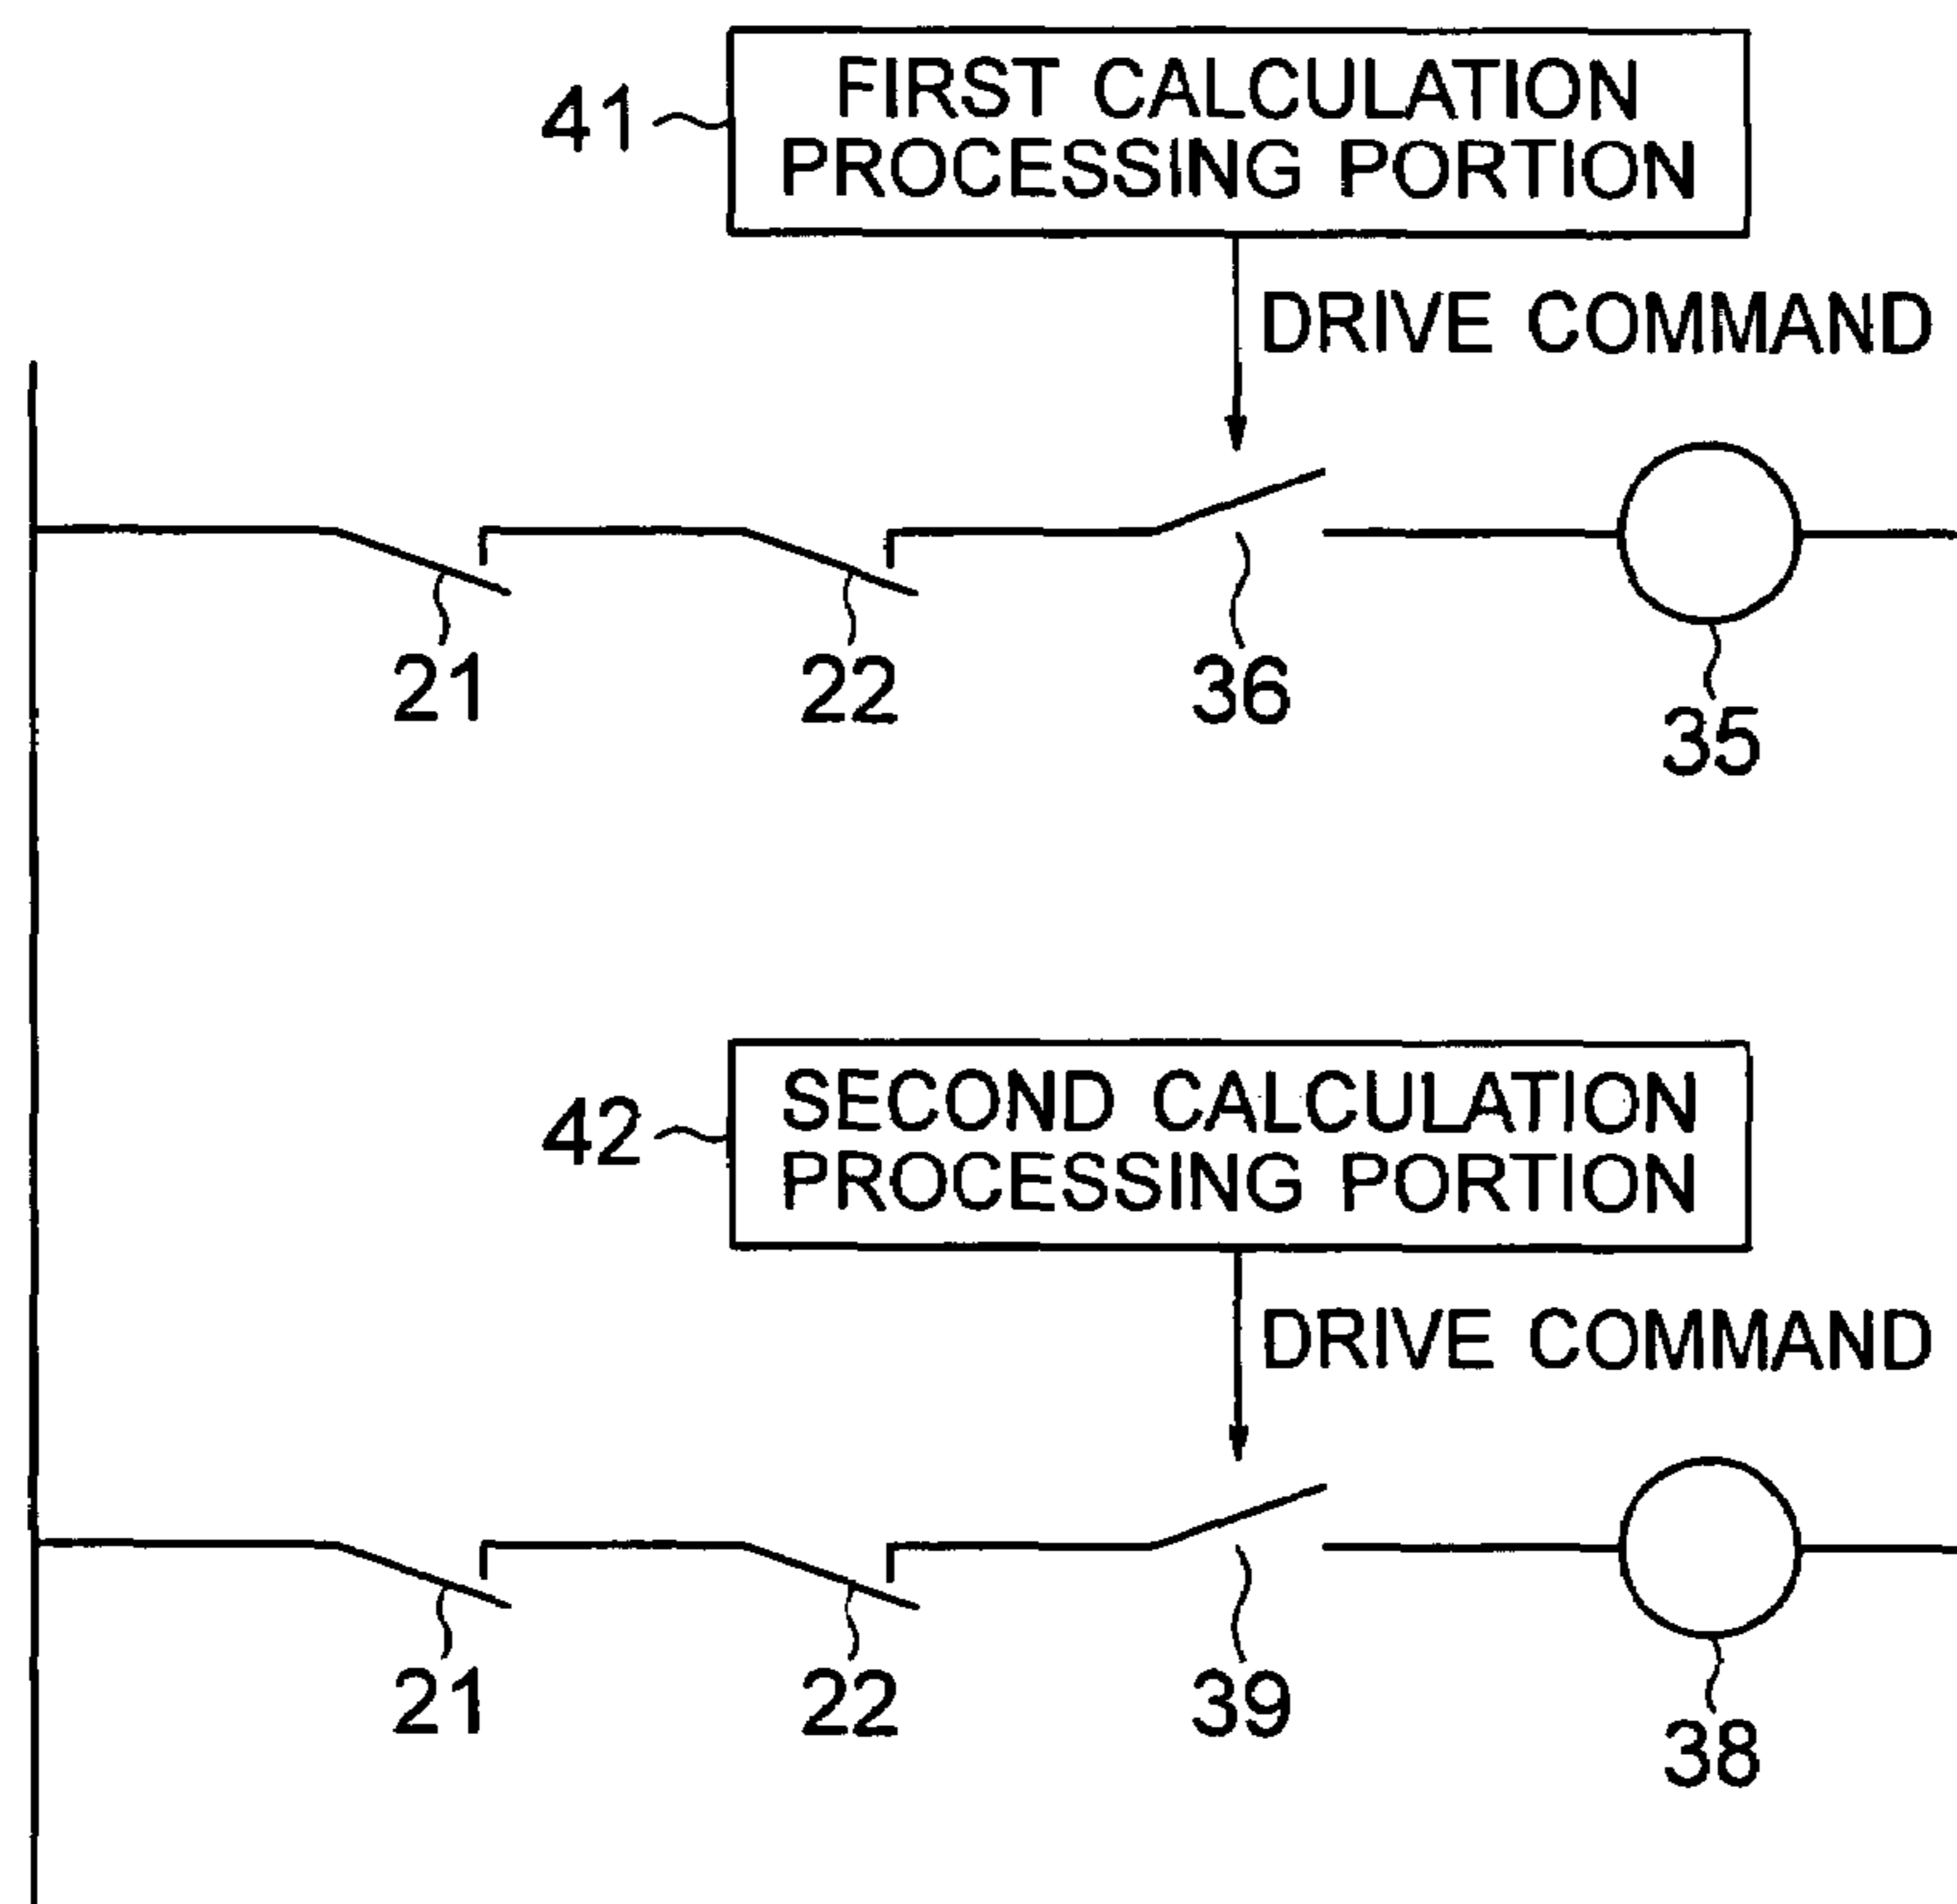 41
FIRST CALCULATION
PROCESSING PORTION
DRIVE COMMAND
21
22
36
35
42
SECOND CALCULATION
PROCESSING PORTION
DRIVE COMMAND
21
22
39
38